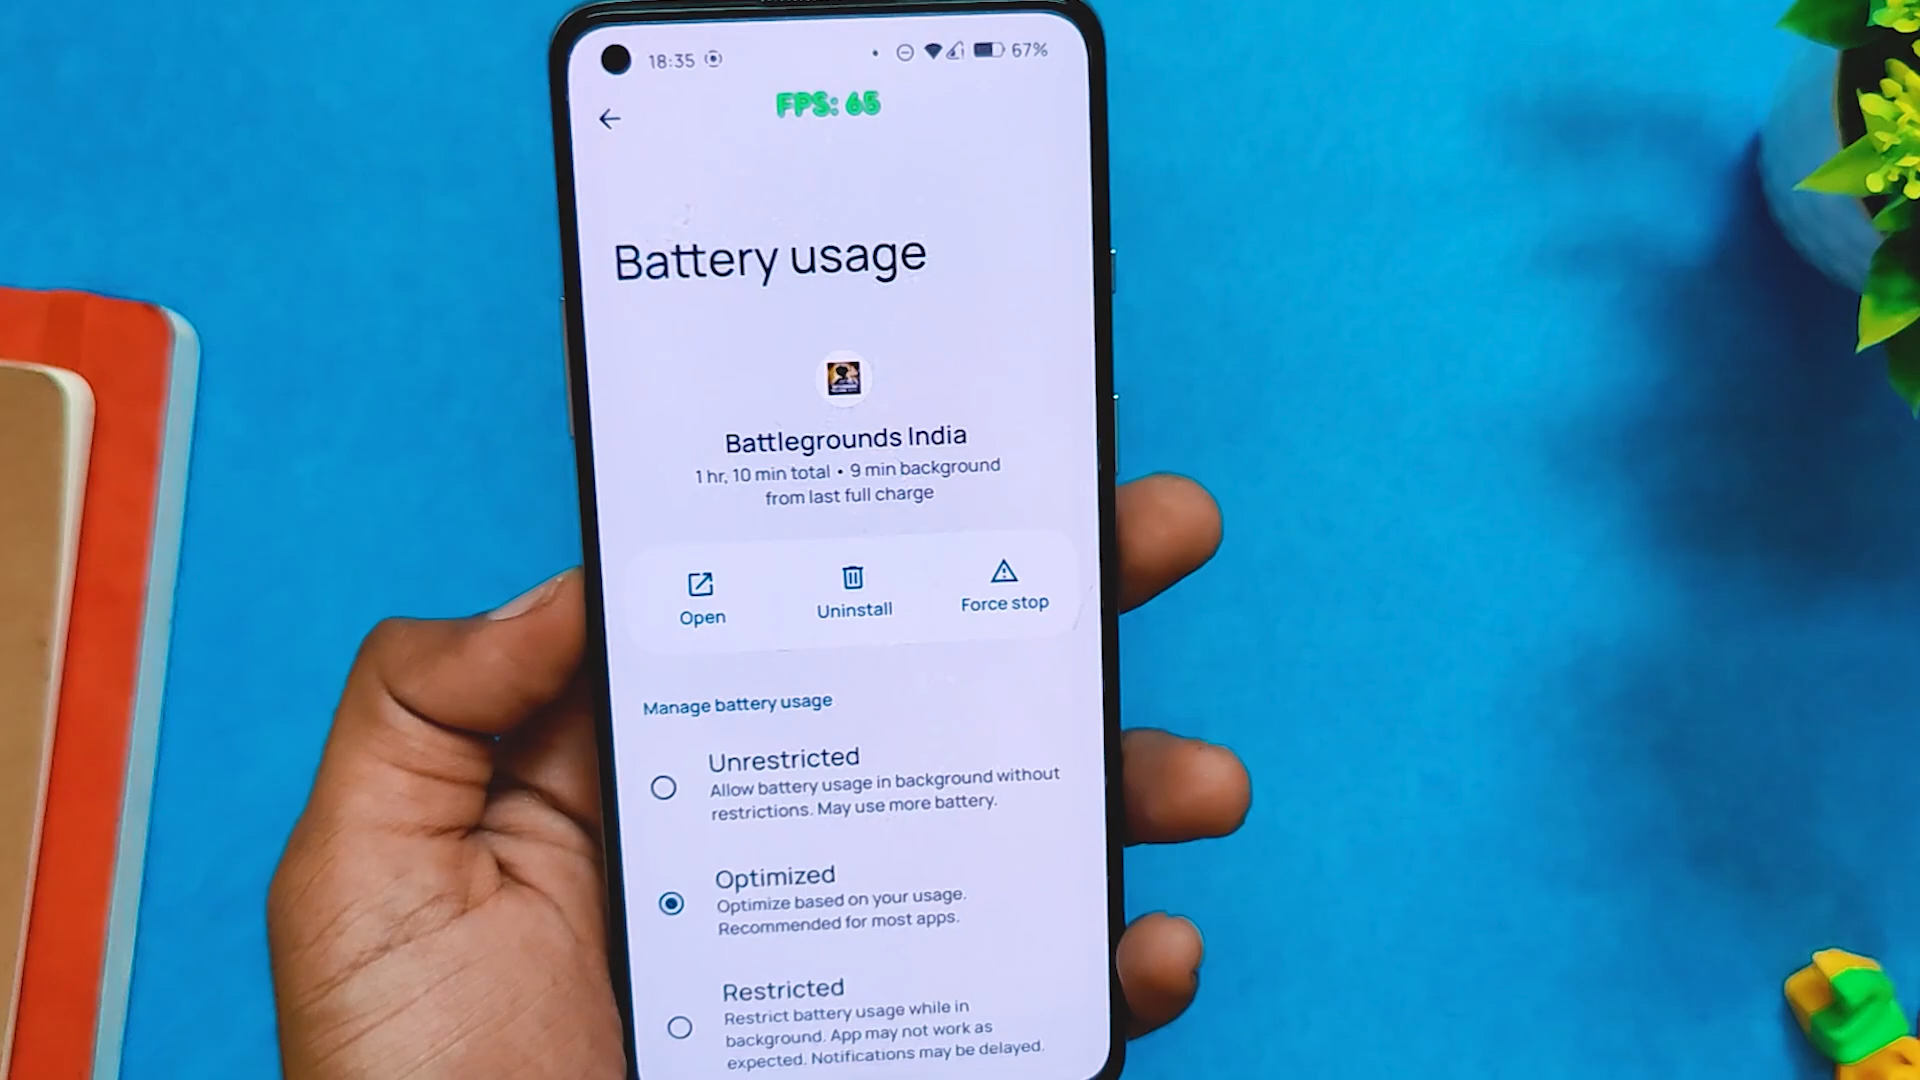 18:35 67%
FPS: 65
Battery usage
Battlegrounds India
1 hr, 10 min total • 9 min background
from last full charge
Open Uninstall Force stop
Manage battery usage
Unrestricted
Allow battery usage in background without
restrictions. May use more battery.
Optimized
Optimize based on your usage.
Recommended for most apps.
Restricted
Restrict battery usage while in
background. App may not work as
expected. Notifications may be delayed.